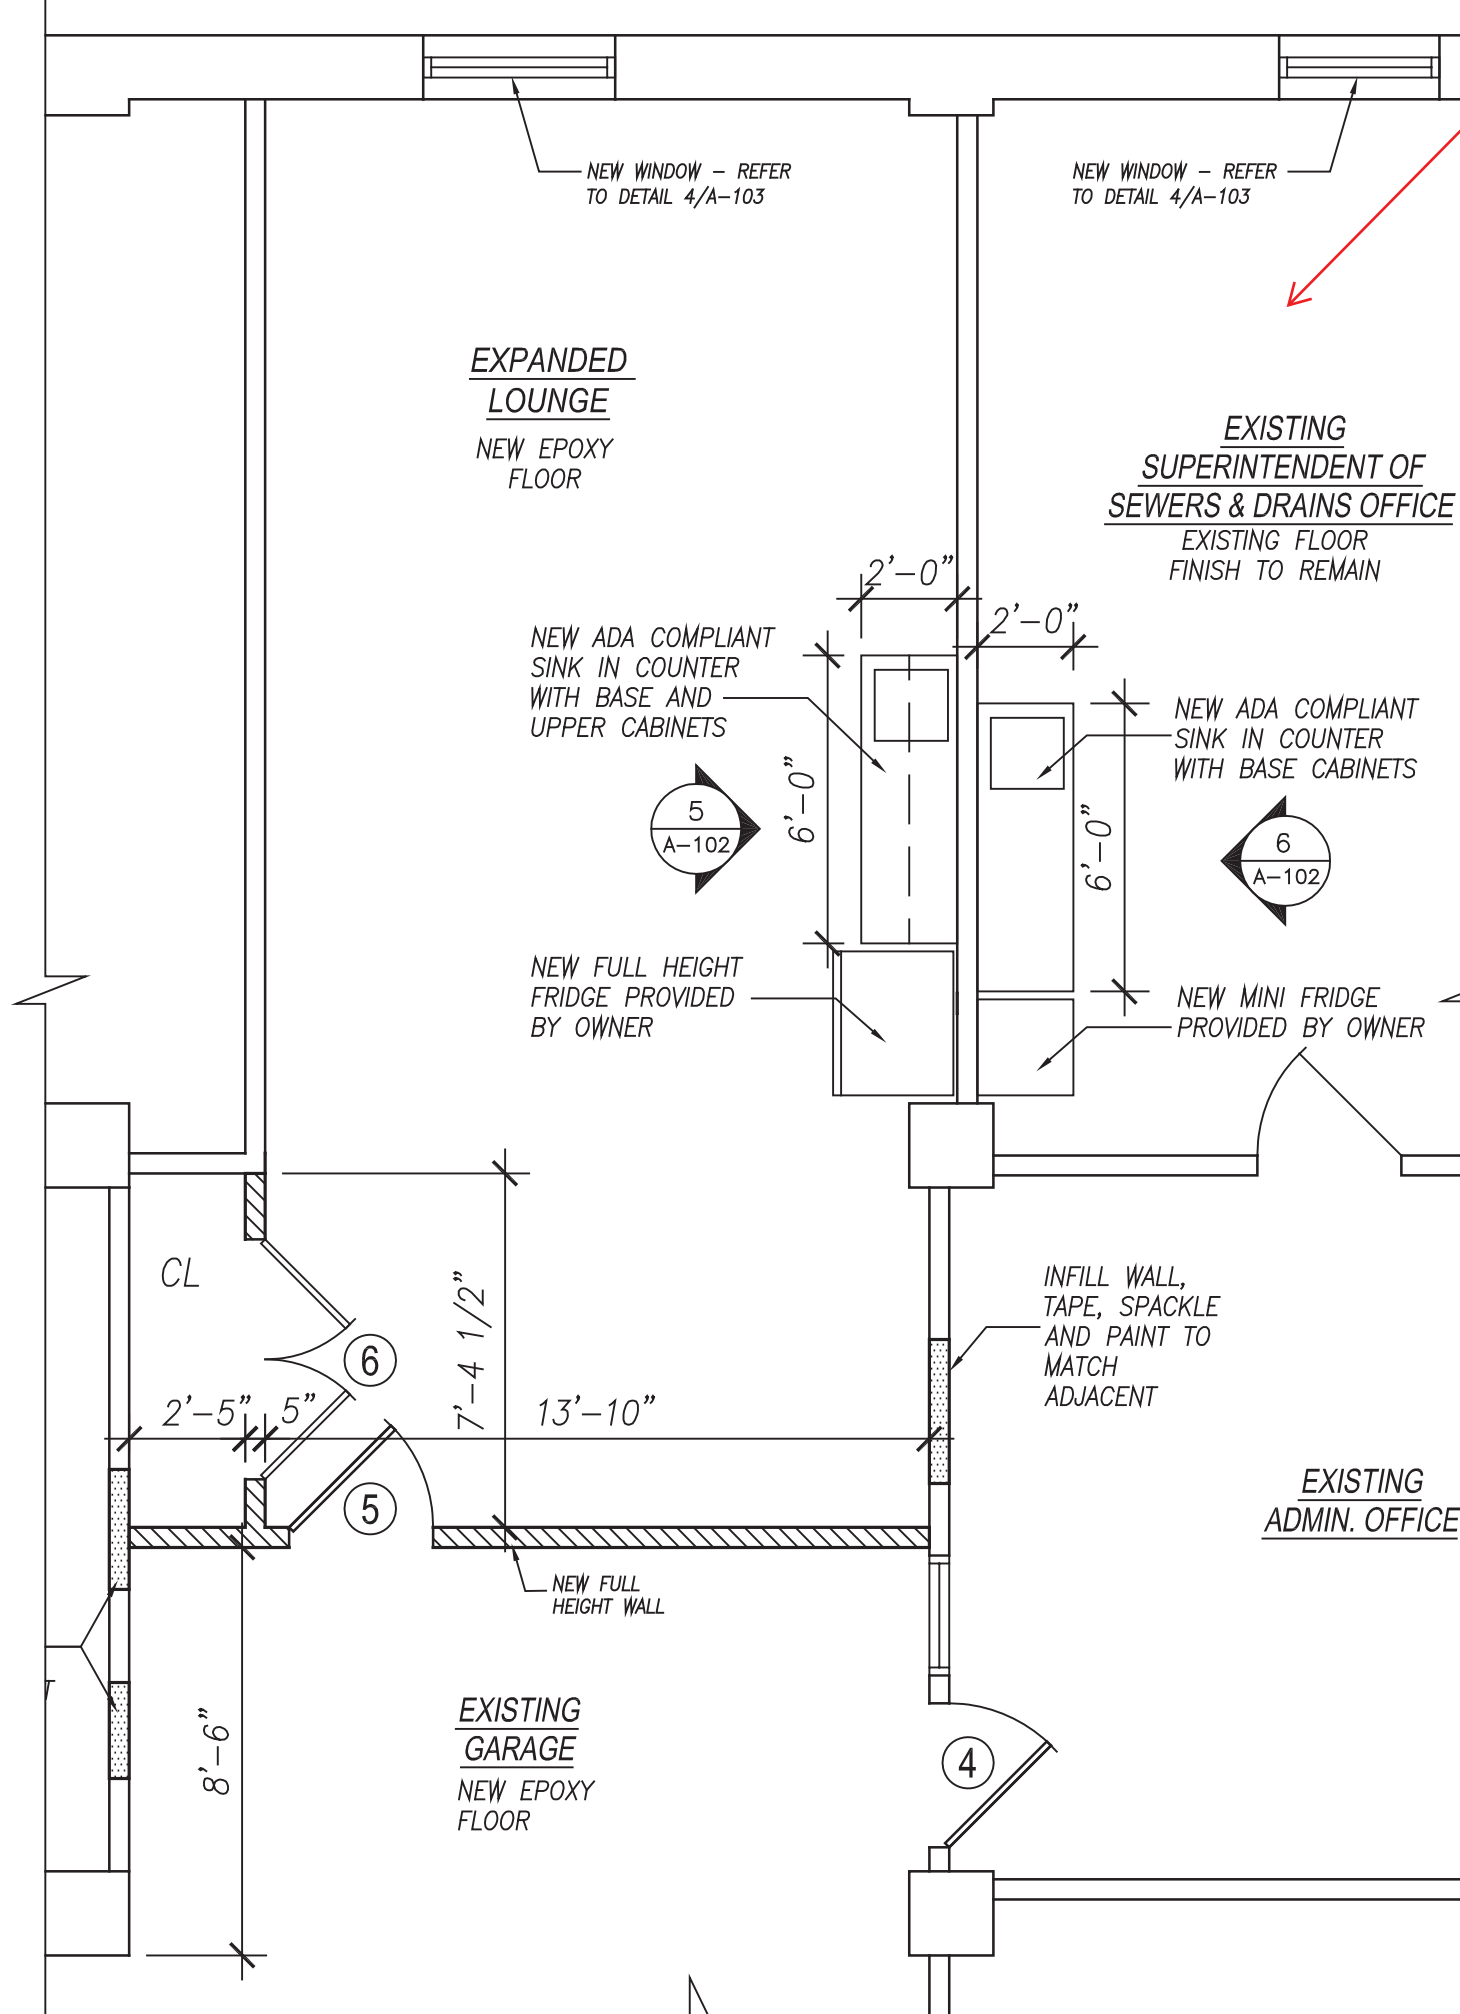 NEW WINDOW – REFER
TO DETAIL 4/A–103
NEW WINDOW – REFER
TO DETAIL 4/A–103
EXPANDED
LOUNGE
NEW EPOXY
FLOOR
EXISTING
SUPERINTENDENT OF
SEWERS & DRAINS OFFICE
EXISTING FLOOR
FINISH TO REMAIN
2'–0"
2'–0"
NEW ADA COMPLIANT
SINK IN COUNTER
WITH BASE AND
UPPER CABINETS
NEW ADA COMPLIANT
SINK IN COUNTER
WITH BASE CABINETS
5
A–102
6'–0"
6'–0"
6
A–102
NEW FULL HEIGHT
FRIDGE PROVIDED
BY OWNER
NEW MINI FRIDGE
PROVIDED BY OWNER
CL
INFILL WALL,
TAPE, SPACKLE
AND PAINT TO
MATCH
ADJACENT
6
7'–4 1/2"
2'–5"
5"
13'–10"
5
EXISTING
ADMIN. OFFICE
NEW FULL
HEIGHT WALL
T
8'–6"
EXISTING
GARAGE
NEW EPOXY
FLOOR
4